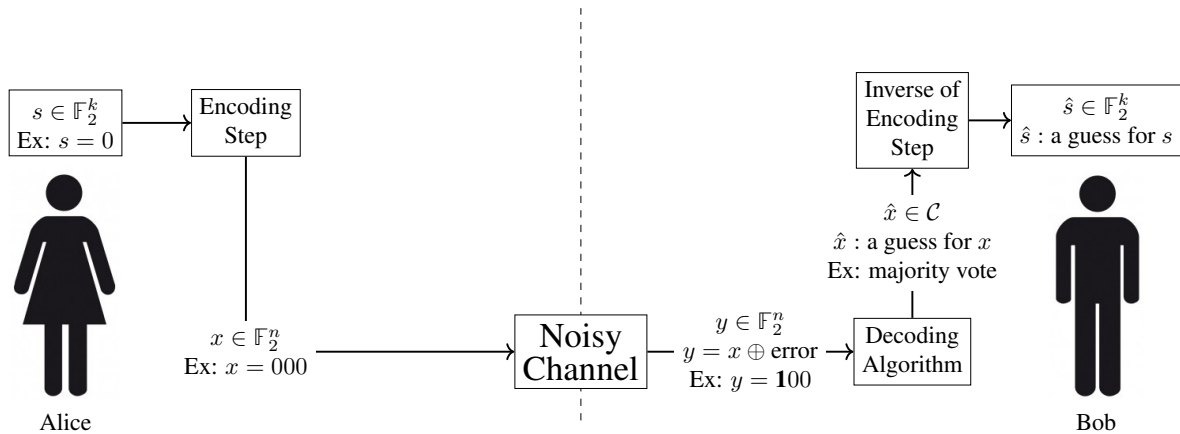 s ∈ 𝔽₂ᵏ
Ex: s = 0
Encoding
Step
x ∈ 𝔽₂ⁿ
Ex: x = 000
Alice
Noisy
Channel
y ∈ 𝔽₂ⁿ
y = x ⊕ error
Ex: y = 100
Decoding
Algorithm
x̂ ∈ 𝒞
x̂ : a guess for x
Ex: majority vote
Inverse of
Encoding
Step
ŝ ∈ 𝔽₂ᵏ
ŝ : a guess for s
Bob